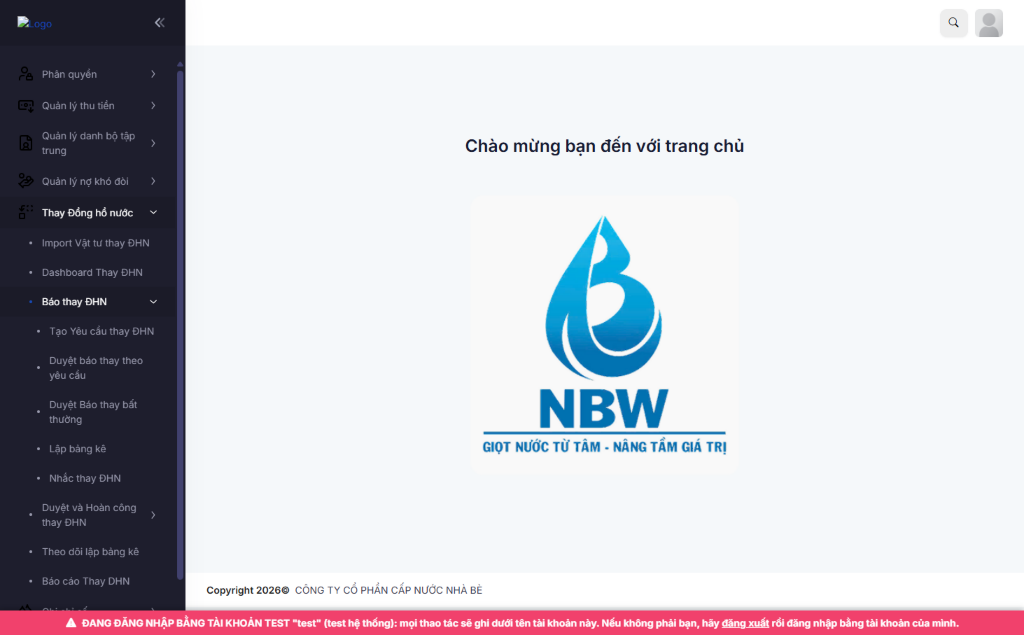 Logo
Phân quyền
Quản lý thu tiền
Quản lý danh bộ tập
trung
Quản lý nợ khó đòi
Thay Đồng hồ nước
Import Vật tư thay ĐHN
Dashboard Thay ĐHN
Báo thay ĐHN
Tạo Yêu cầu thay ĐHN
Duyệt báo thay theo
yêu cầu
Duyệt Báo thay bất
thường
Lập bảng kê
Nhắc thay ĐHN
Duyệt và Hoàn công
thay ĐHN
Theo dõi lập bảng kê
Báo cáo Thay DHN
Chào mừng bạn đến với trang chủ
NBW
GIỌT NƯỚC TỪ TÂM - NÂNG TẦM GIÁ TRỊ
Copyright 2026© CÔNG TY CỔ PHẦN CẤP NƯỚC NHÀ BÈ
ĐANG ĐĂNG NHẬP BẰNG TÀI KHOẢN TEST "test" (test hệ thống): mọi thao tác sẽ ghi dưới tên tài khoản này. Nếu không phải bạn, hãy đăng xuất rồi đăng nhập bằng tài khoản của mình.